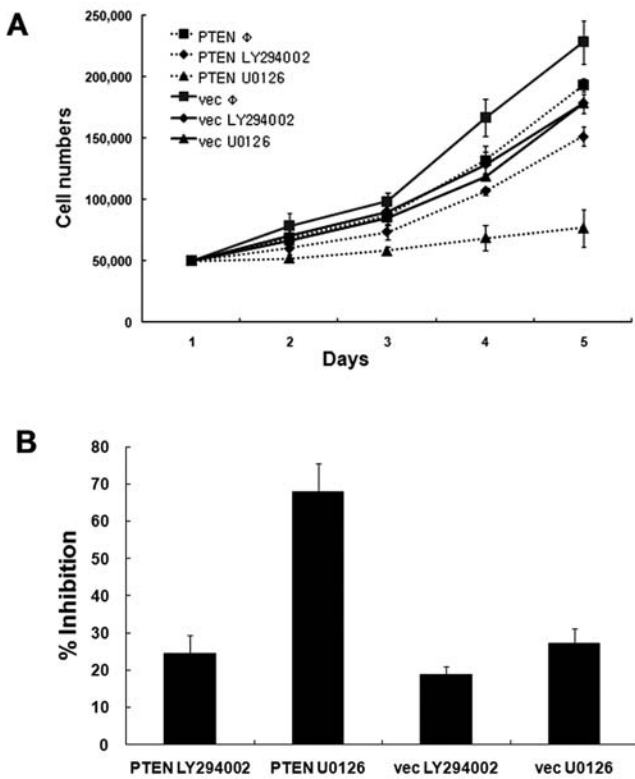 A
250,000
200,000
150,000
100,000
50,000
0
Cell numbers
PTEN Φ
PTEN LY294002
PTEN U0126
vec Φ
vec LY294002
vec U0126
1 2 3 4 5
Days
B
80
70
60
50
40
30
20
10
0
% Inhibition
PTEN LY294002 PTEN U0126 vec LY294002 vec U0126